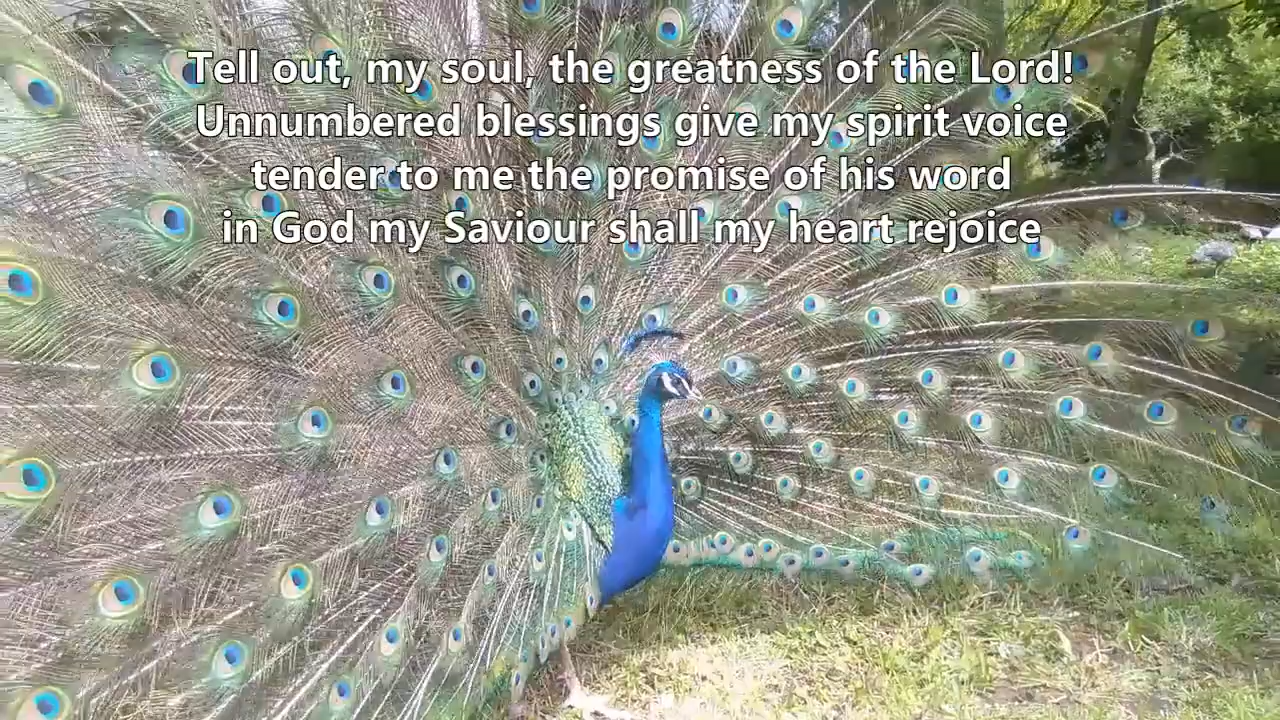 Tell out, my soul, the greatness of the Lord!
Unnumbered blessings give my spirit voice
tender to me the promise of his word
in God my Saviour shall my heart rejoice